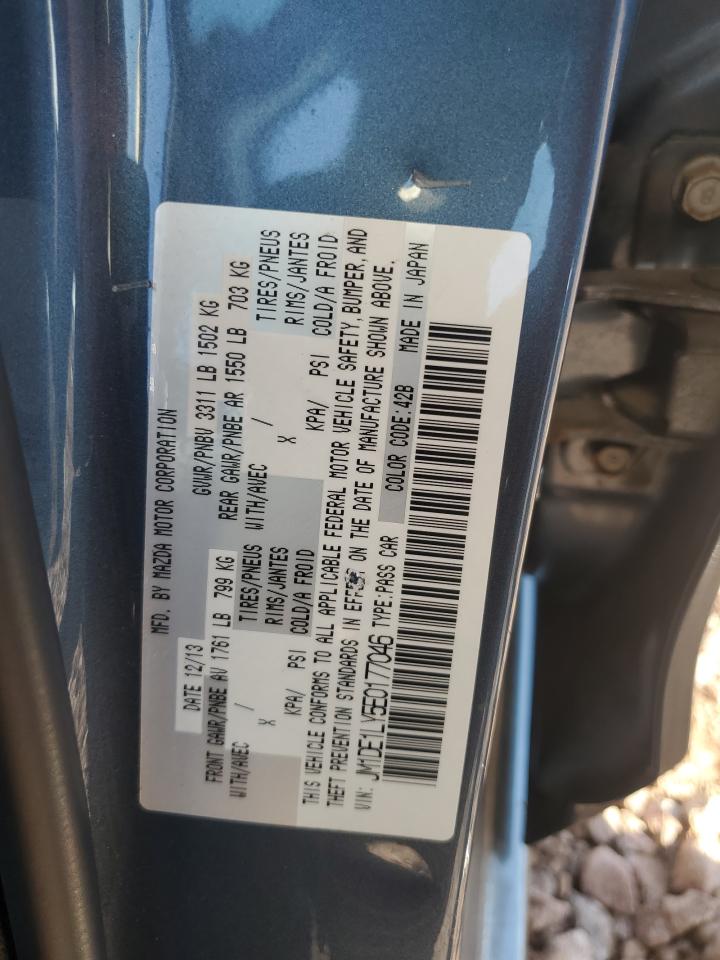 MFD. BY MAZDA MOTOR CORPORATION
DATE 12/13 GVWR/PNBV 3311 LB 1502 KG
FRONT GAWR/PNBE AV 1761 LB 799 KG REAR GAWR/PNBE AR 1550 LB 703 KG
WITH/AVEC / TIRES/PNEUS WITH/AVEC / TIRES/PNEUS
X RIMS/JANTES X RIMS/JANTES
KPA/ PSI COLD/A FROID KPA/ PSI COLD/A FROID
THIS VEHICLE CONFORMS TO ALL APPLICABLE FEDERAL MOTOR VEHICLE SAFETY, BUMPER, AND
THEFT PREVENTION STANDARDS IN EFFECT ON THE DATE OF MANUFACTURE SHOWN ABOVE.
VIN: JM1DE1LY5E0177046 TYPE:PASS CAR COLOR CODE:42B MADE IN JAPAN